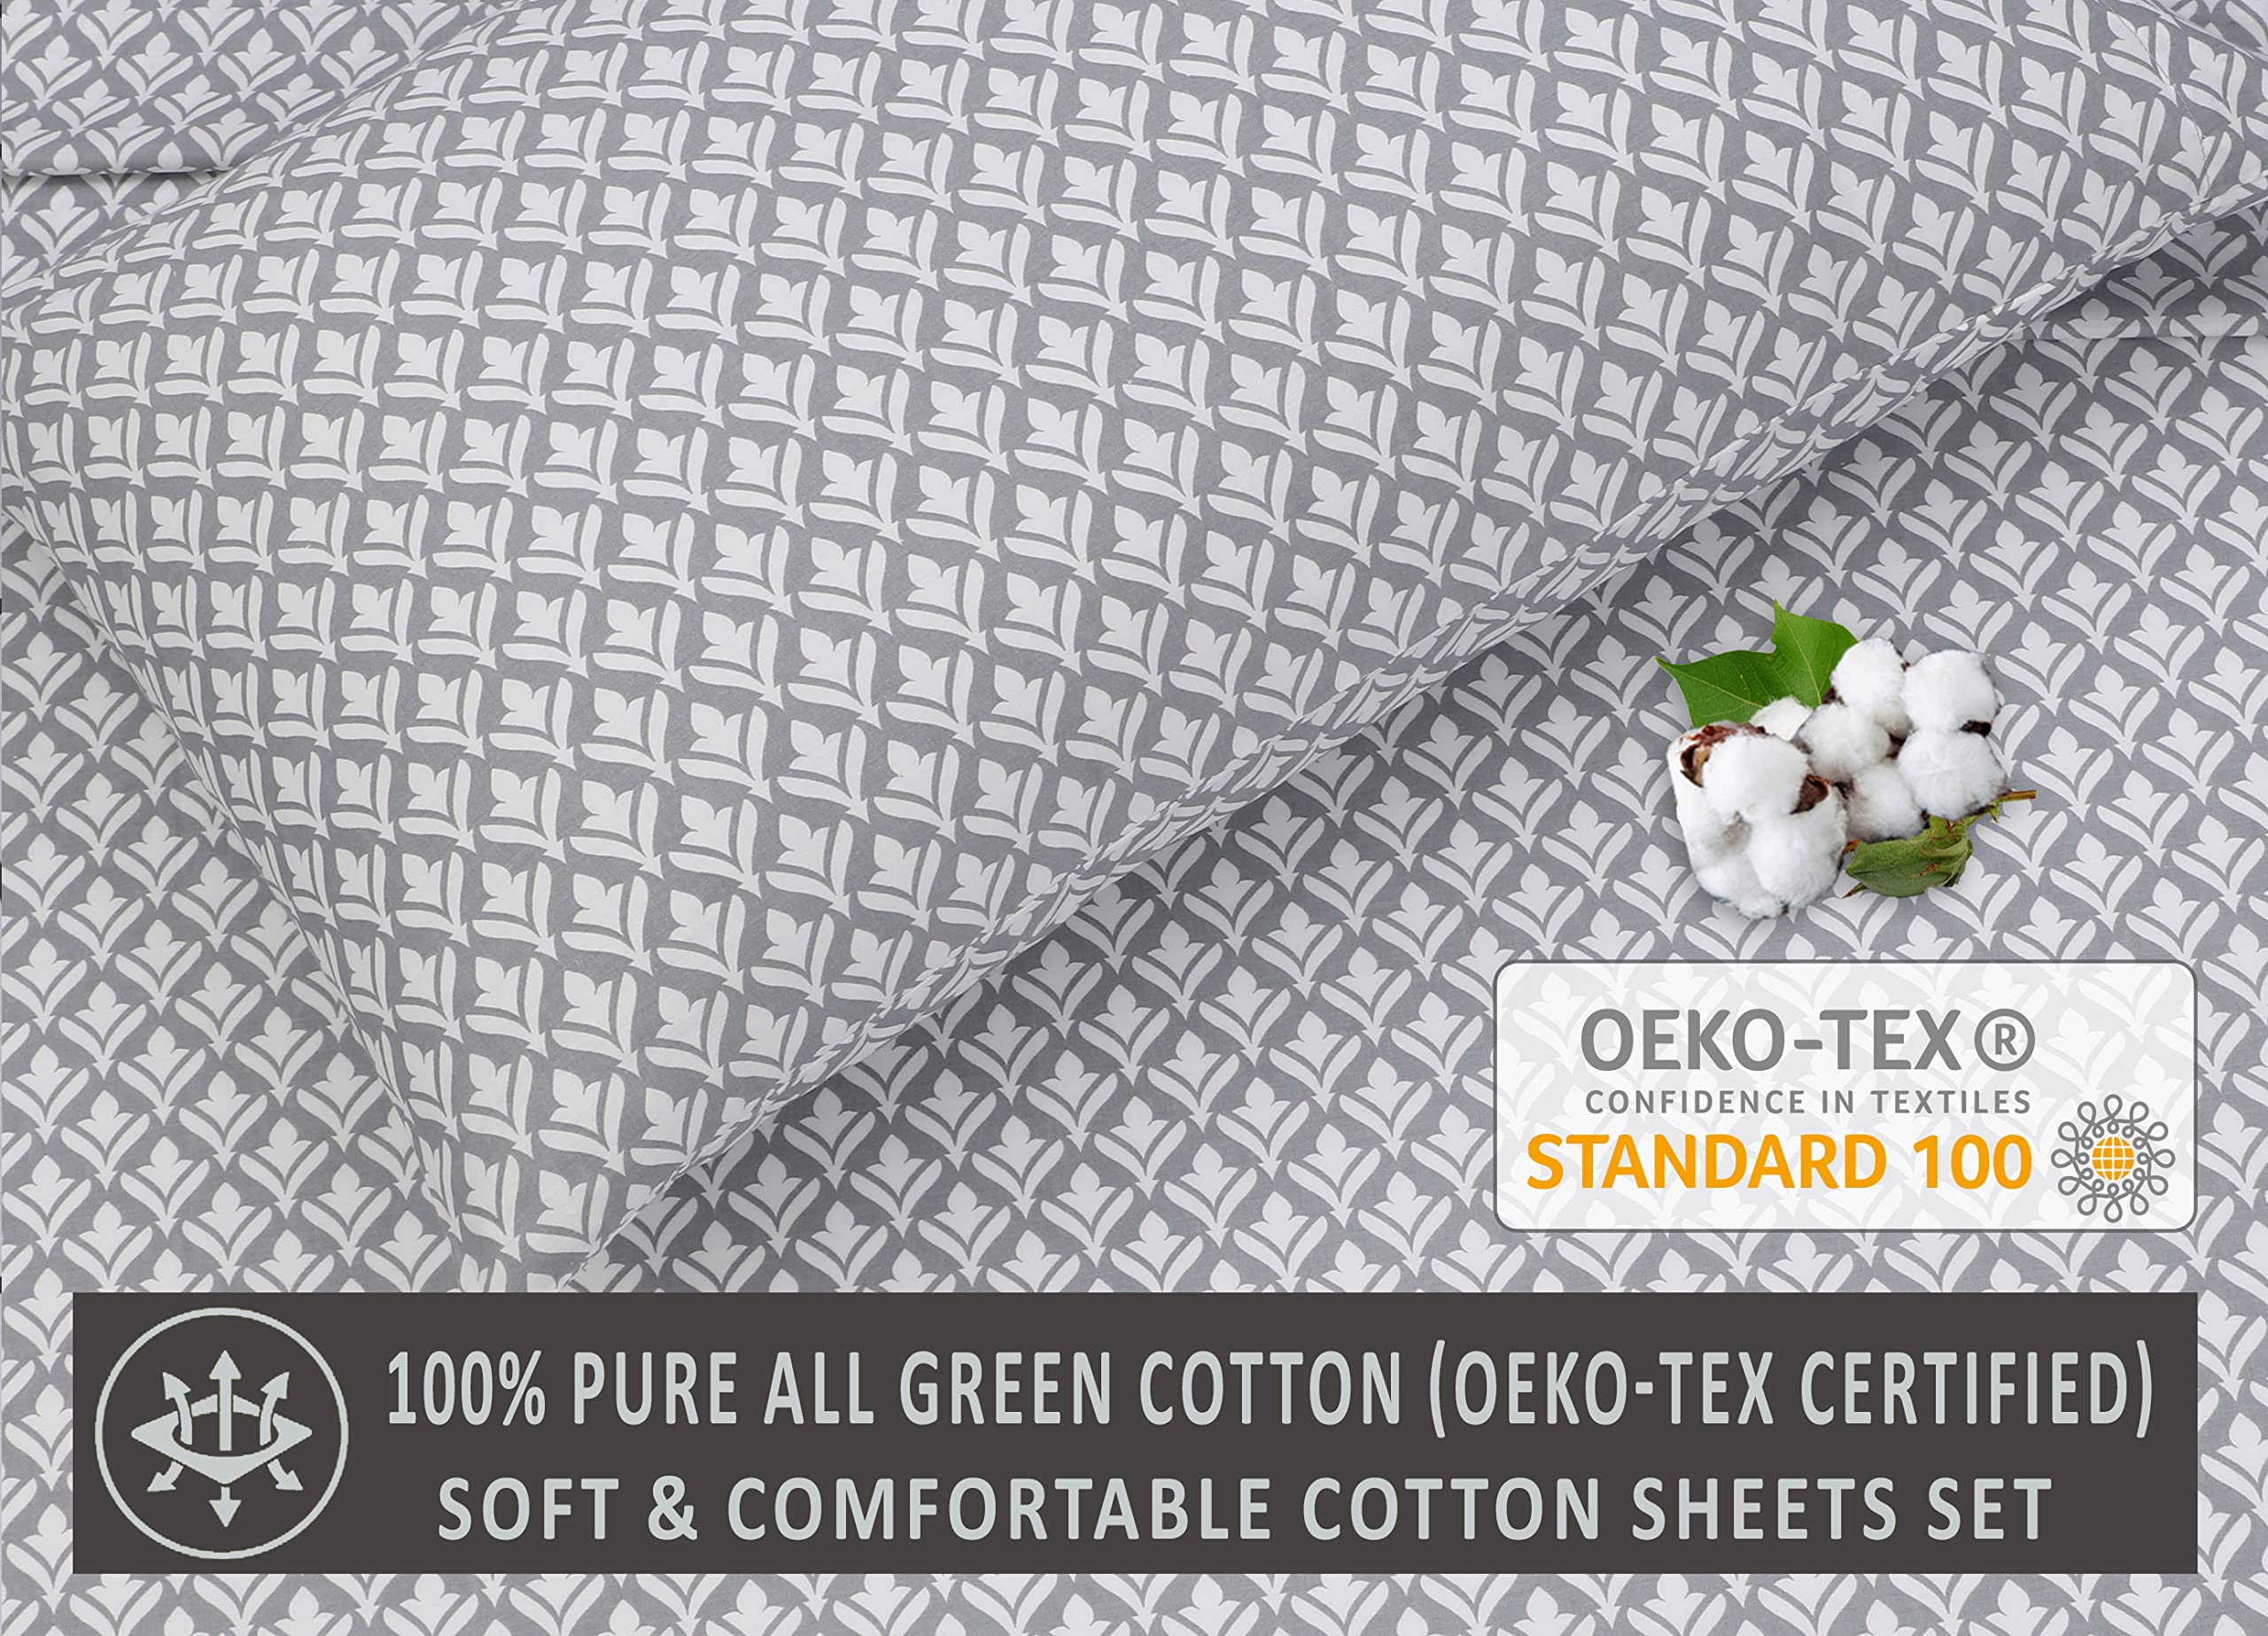 OEKO-TEX®
CONFIDENCE IN TEXTILES
STANDARD 100
100% PURE ALL GREEN COTTON (OEKO-TEX CERTIFIED)
SOFT & COMFORTABLE COTTON SHEETS SET